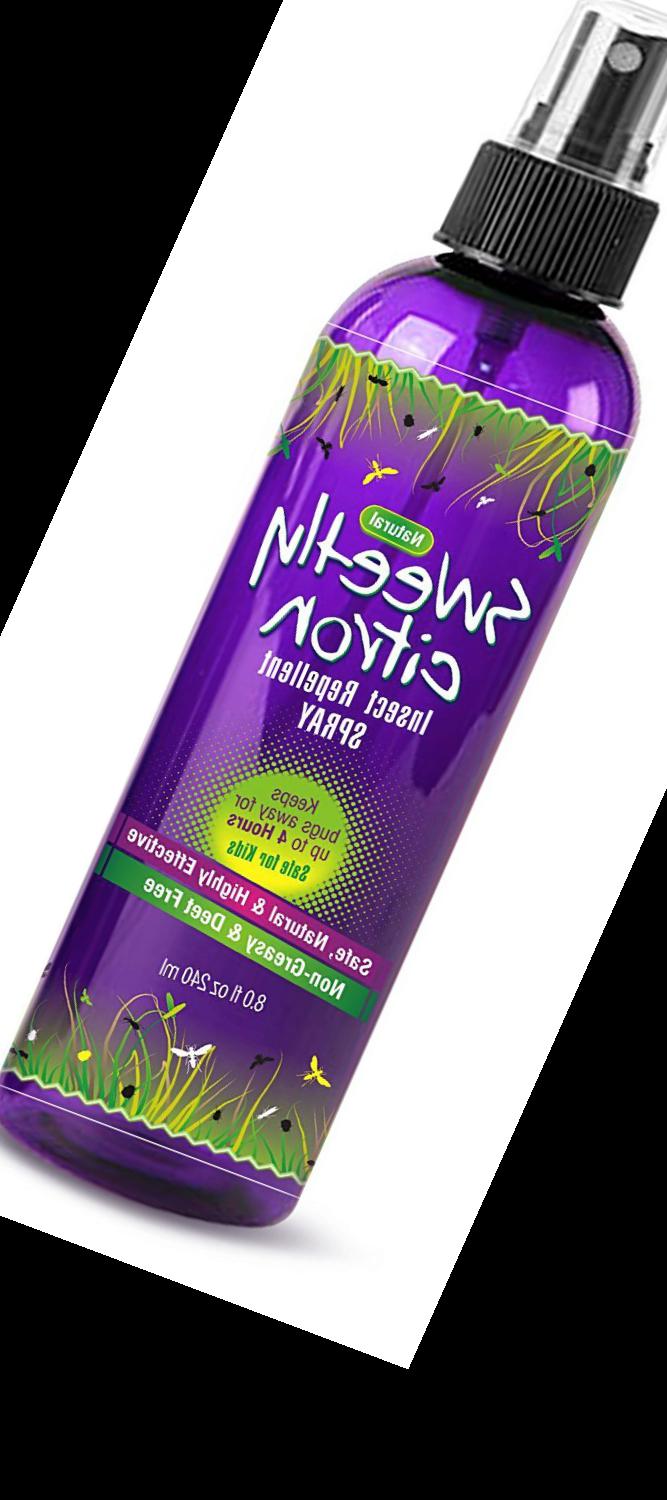 Natural
sweetly
citron
Insect Repellent
SPRAY
Keeps
bugs away for
up to 4 Hours
Safe for Kids
Safe, Natural & Highly Effective
Non-Greasy & Deet Free
8.0 fl oz 240 ml